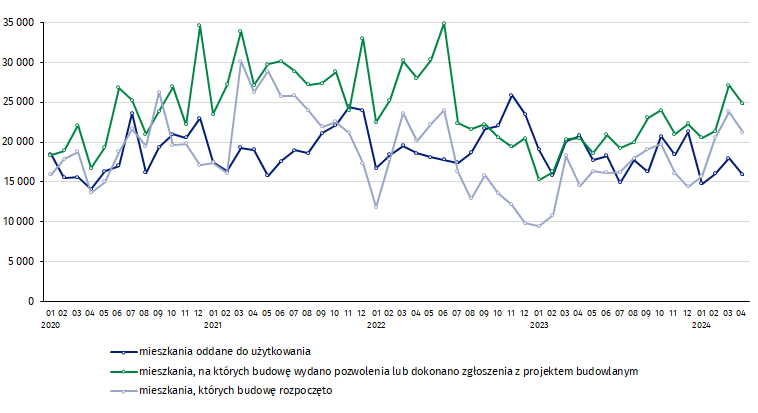 35 000
30 000
25 000
20 000
15 000
10 000
5 000
0
01 02 03 04 05 06 07 08 09 10 11 12 01 02 03 04 05 06 07 08 09 10 11 12 01 02 03 04 05 06 07 08 09 10 11 12 01 02 03 04 05 06 07 08 09 10 11 12 01 02 03 04
2020 2021 2022 2023 2024
mieszkania oddane do użytkowania
mieszkania, na których budowę wydano pozwolenia lub dokonano zgłoszenia z projektem budowlanym
mieszkania, których budowę rozpoczęto